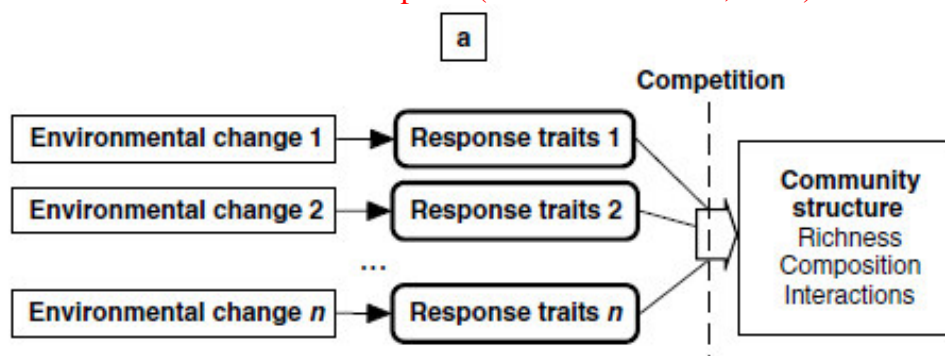 a
Competition
Environmental change 1
Response traits 1
Environmental change 2
Response traits 2
...
Environmental change n
Response traits n
Community
structure
Richness
Composition
Interactions